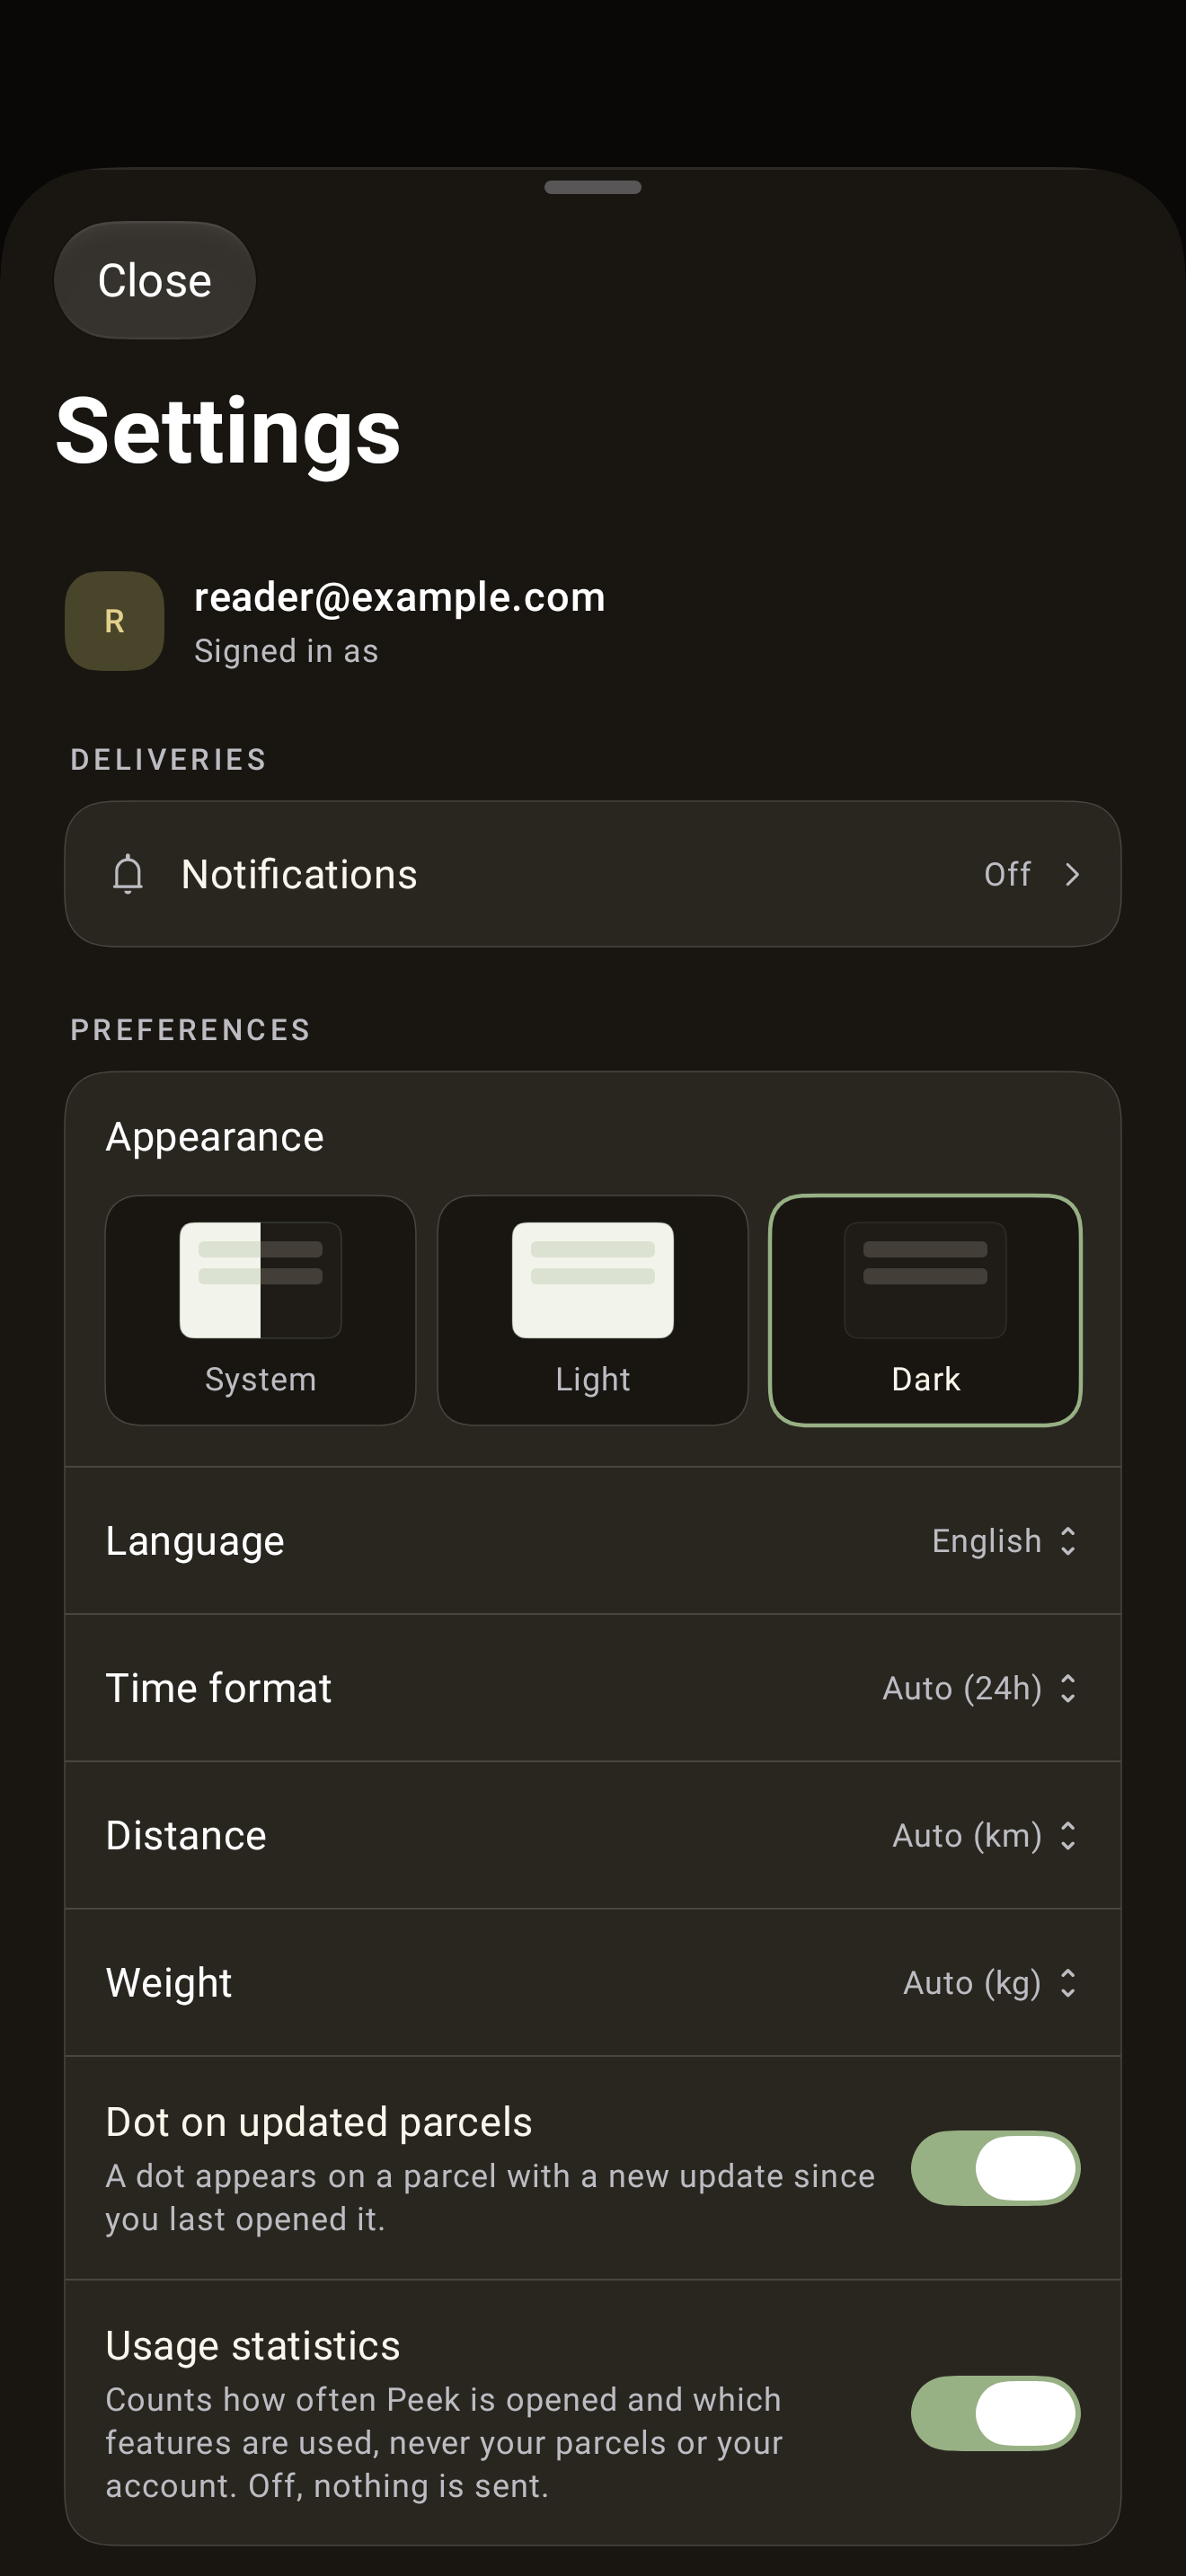 Close
Settings
R
reader@example.com
Signed in as
DELIVERIES
Notifications
Off
PREFERENCES
Appearance
System
Light
Dark
Language
English
Time format
Auto (24h)
Distance
Auto (km)
Weight
Auto (kg)
Dot on updated parcels
A dot appears on a parcel with a new update since
you last opened it.
Usage statistics
Counts how often Peek is opened and which
features are used, never your parcels or your
account. Off, nothing is sent.